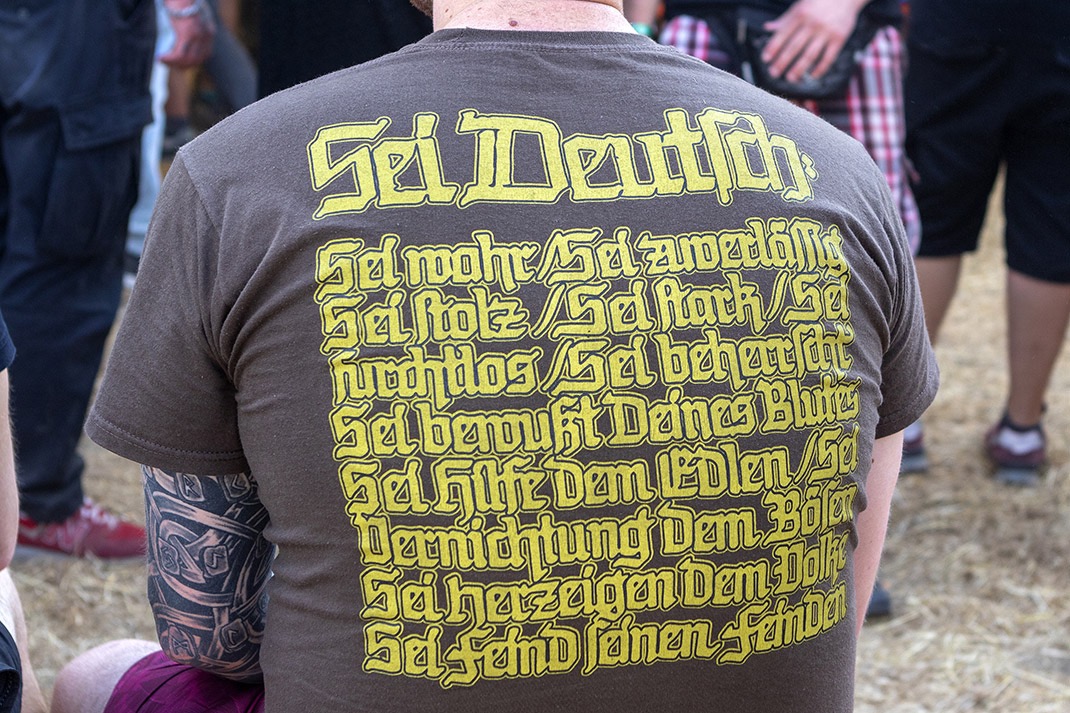 Sei Deutſch:
Sei wahr / Sei zuverläſſig
Sei ſtolz / Sei ſtark / Sei
furchtlos / Sei beherrſcht
Sei bewußt Deines Blutes
Sei Hilfe dem Edlen / Sei
Vernichtung dem Böſen
Sei herzeigen dem Volke
Sei Feind ſeinen Feinden